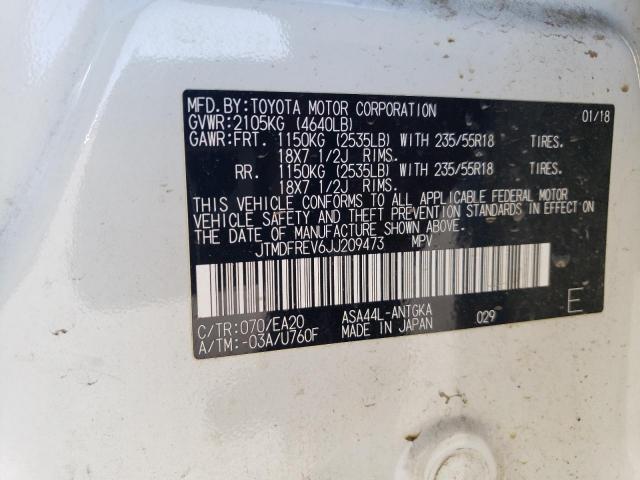 MFD.BY:TOYOTA MOTOR CORPORATION 01/18
GVWR:2105KG (4640LB)
GAWR:FRT. 1150KG (2535LB) WITH 235/55R18 TIRES.
18X7 1/2J RIMS.
RR. 1150KG (2535LB) WITH 235/55R18 TIRES.
18X7 1/2J RIMS.
THIS VEHICLE CONFORMS TO ALL APPLICABLE FEDERAL MOTOR
VEHICLE SAFETY AND THEFT PREVENTION STANDARDS IN EFFECT ON
THE DATE OF MANUFACTURE SHOWN ABOVE.
JTMDFREV6JJ209473 MPV
C/TR:070/EA20 ASA44L-ANTGKA 029 E
A/TM:-03A/U760F MADE IN JAPAN